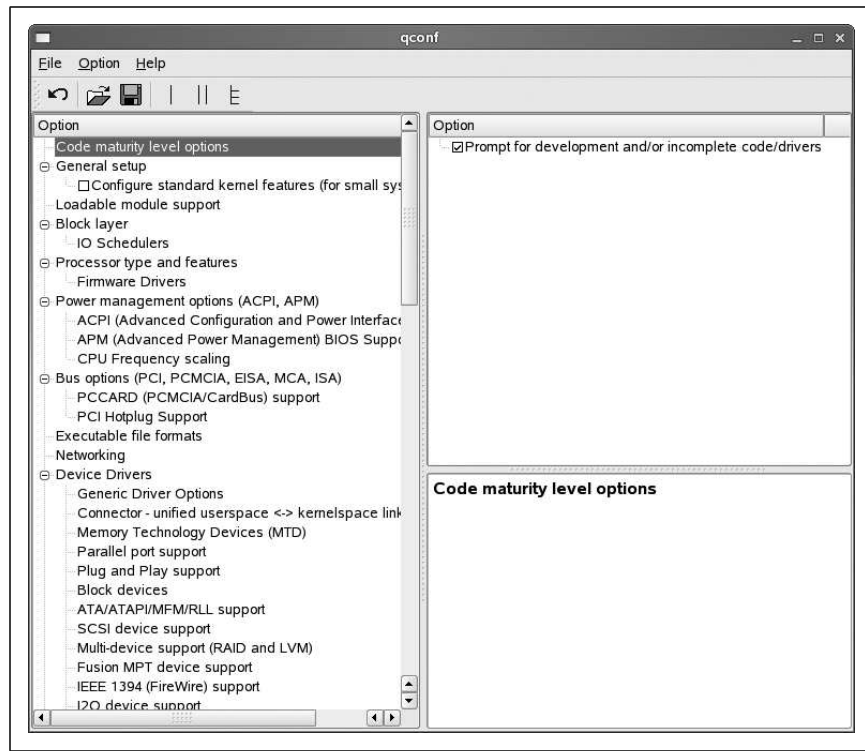 qconf
File Option Help
Option
Code maturity level options
General setup
Configure standard kernel features (for small sys
Loadable module support
Block layer
IO Schedulers
Processor type and features
Firmware Drivers
Power management options (ACPI, APM)
ACPI (Advanced Configuration and Power Interface
APM (Advanced Power Management) BIOS Suppo
CPU Frequency scaling
Bus options (PCI, PCMCIA, EISA, MCA, ISA)
PCCARD (PCMCIA/CardBus) support
PCI Hotplug Support
Executable file formats
Networking
Device Drivers
Generic Driver Options
Connector - unified userspace <-> kernelspace link
Memory Technology Devices (MTD)
Parallel port support
Plug and Play support
Block devices
ATA/ATAPI/MFM/RLL support
SCSI device support
Multi-device support (RAID and LVM)
Fusion MPT device support
IEEE 1394 (FireWire) support
I2O device support
Option
Prompt for development and/or incomplete code/drivers
Code maturity level options